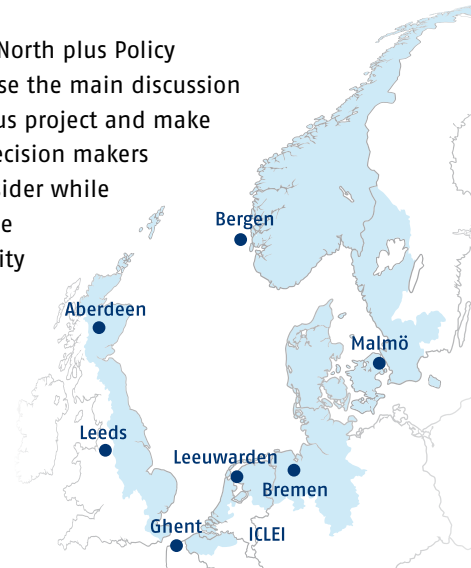 North plus Policy
se the main discussion
us project and make
ecision makers
sider while
e
ity
Bergen
Aberdeen
Malmö
Leeds
Leeuwarden
Bremen
Ghent
ICLEI